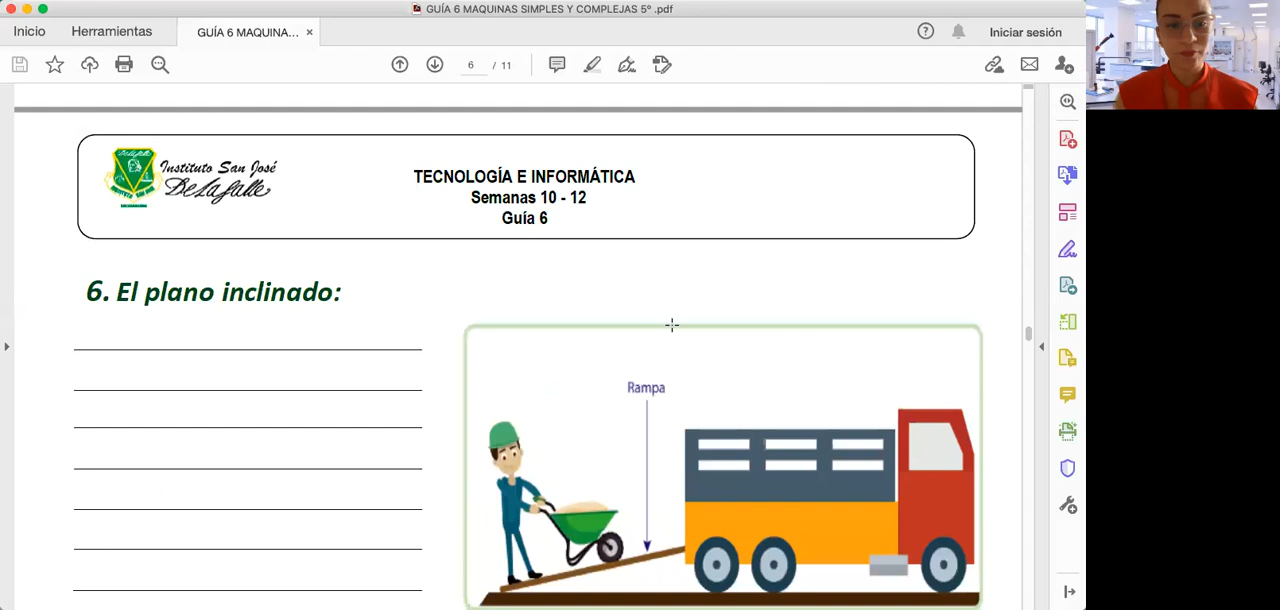 GUÍA 6 MAQUINAS SIMPLES Y COMPLEJAS 5º .pdf
Inicio
Herramientas
GUÍA 6 MAQUINA... ×
Iniciar sesión
6 / 11
Instituto San José
De La Salle
TECNOLOGÍA E INFORMÁTICA
Semanas 10 - 12
Guía 6
6. El plano inclinado:
Rampa